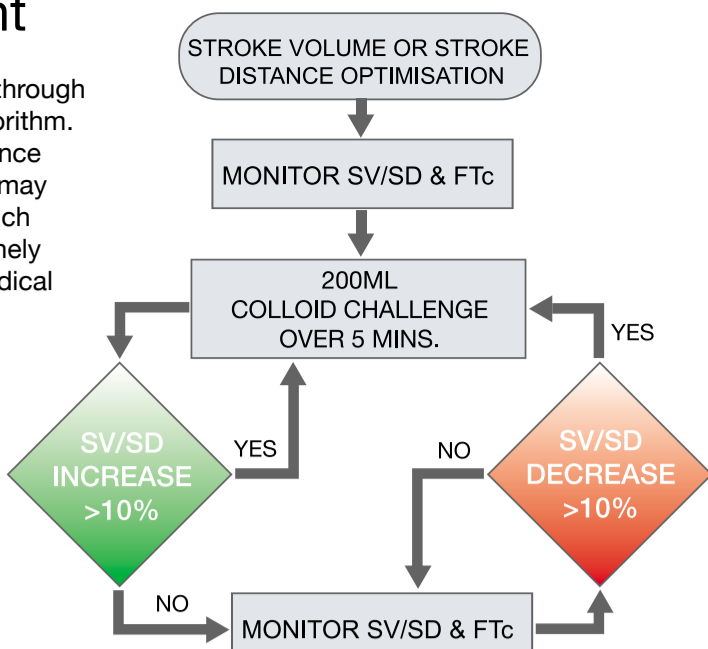 nt
through
orithm.
nce
may
ch
nely
dical
STROKE VOLUME OR STROKE
DISTANCE OPTIMISATION
MONITOR SV/SD & FTc
200ML
COLLOID CHALLENGE
OVER 5 MINS.
YES
SV/SD
INCREASE
>10%
YES
NO
SV/SD
DECREASE
>10%
NO
MONITOR SV/SD & FTc